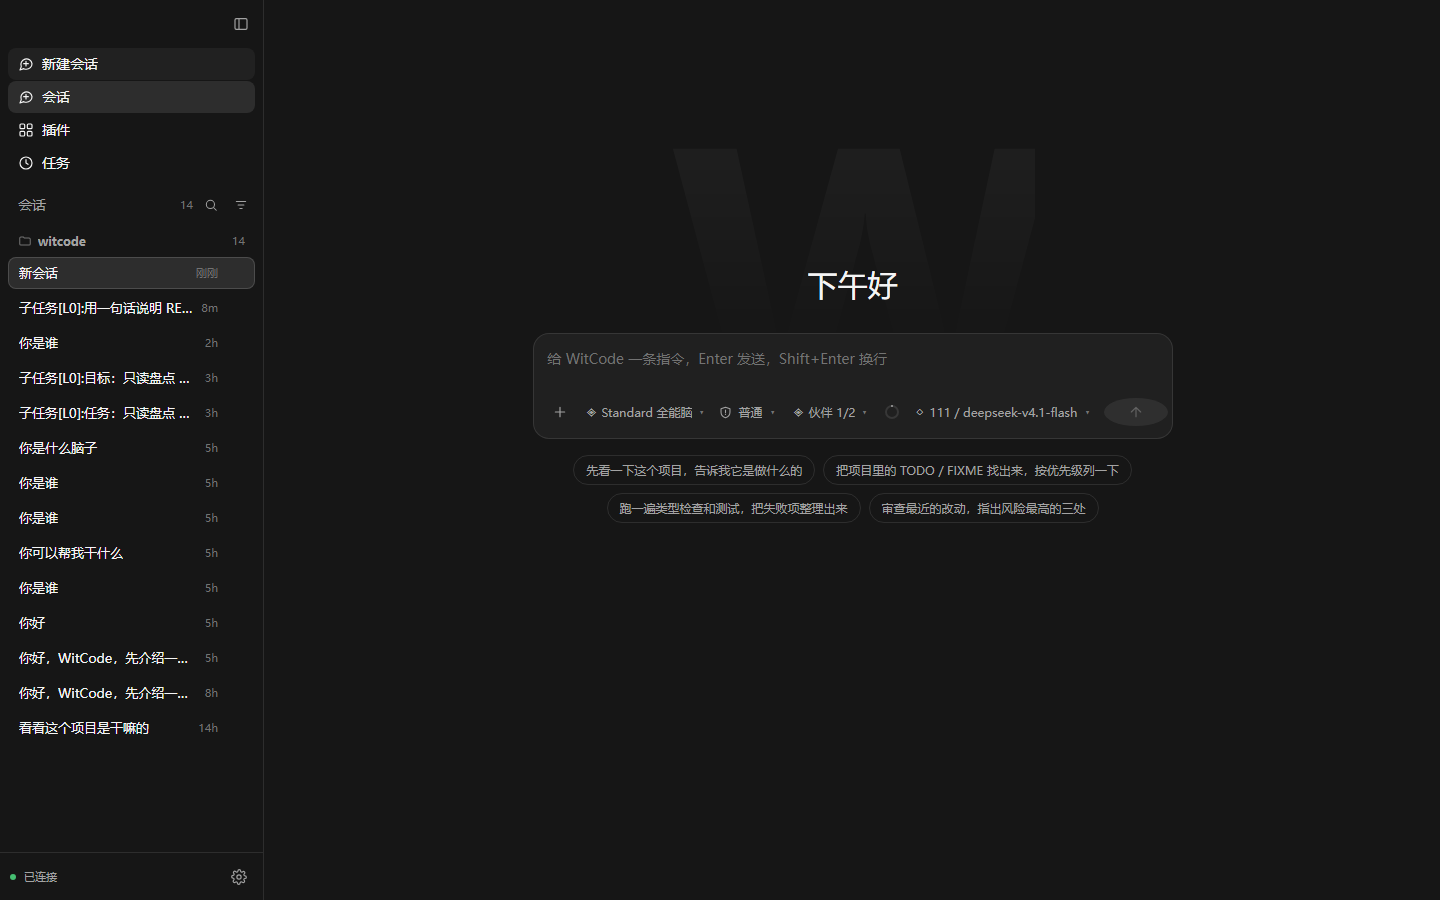 新建会话
会话
插件
任务
会话 14
witcode 14
新会话 刚刚
子任务[L0]:用一句话说明 RE... 8m
你是谁 2h
子任务[L0]:目标：只读盘点 ... 3h
子任务[L0]:任务：只读盘点 ... 3h
你是什么脑子 5h
你是谁 5h
你是谁 5h
你可以帮我干什么 5h
你是谁 5h
你好 5h
你好，WitCode，先介绍一... 5h
你好，WitCode，先介绍一... 8h
看看这个项目是干嘛的 14h
已连接
W
下午好
给 WitCode 一条指令，Enter 发送，Shift+Enter 换行
Standard 全能脑 普通 伙伴 1/2 111 / deepseek-v4.1-flash
先看一下这个项目，告诉我它是做什么的 把项目里的 TODO / FIXME 找出来，按优先级列一下
跑一遍类型检查和测试，把失败项整理出来 审查最近的改动，指出风险最高的三处